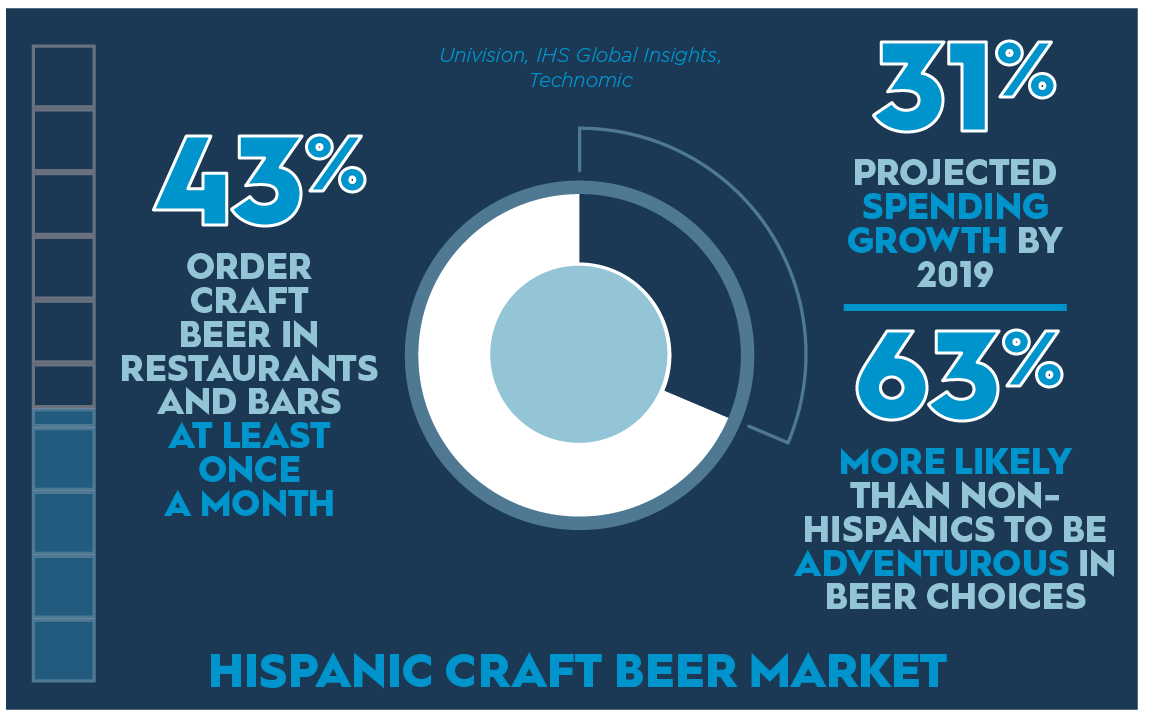 Univision, IHS Global Insights,
Technomic
43%
ORDER
CRAFT
BEER IN
RESTAURANTS
AND BARS
AT LEAST
ONCE
A MONTH
31%
PROJECTED
SPENDING
GROWTH BY
2019
63%
MORE LIKELY
THAN NON-
HISPANICS TO BE
ADVENTUROUS IN
BEER CHOICES
HISPANIC CRAFT BEER MARKET